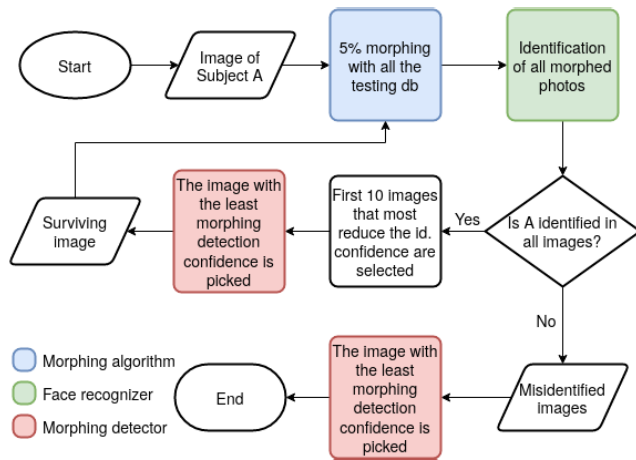 Start
Image of
Subject A
5% morphing
with all the
testing db
Identification
of all morphed
photos
Is A identified in
all images?
Yes
First 10 images
that most
reduce the id.
confidence are
selected
The image with
the least
morphing
detection
confidence is
picked
Surviving
image
No
Misidentified
images
The image with
the least
morphing
detection
confidence is
picked
End
Morphing algorithm
Face recognizer
Morphing detector